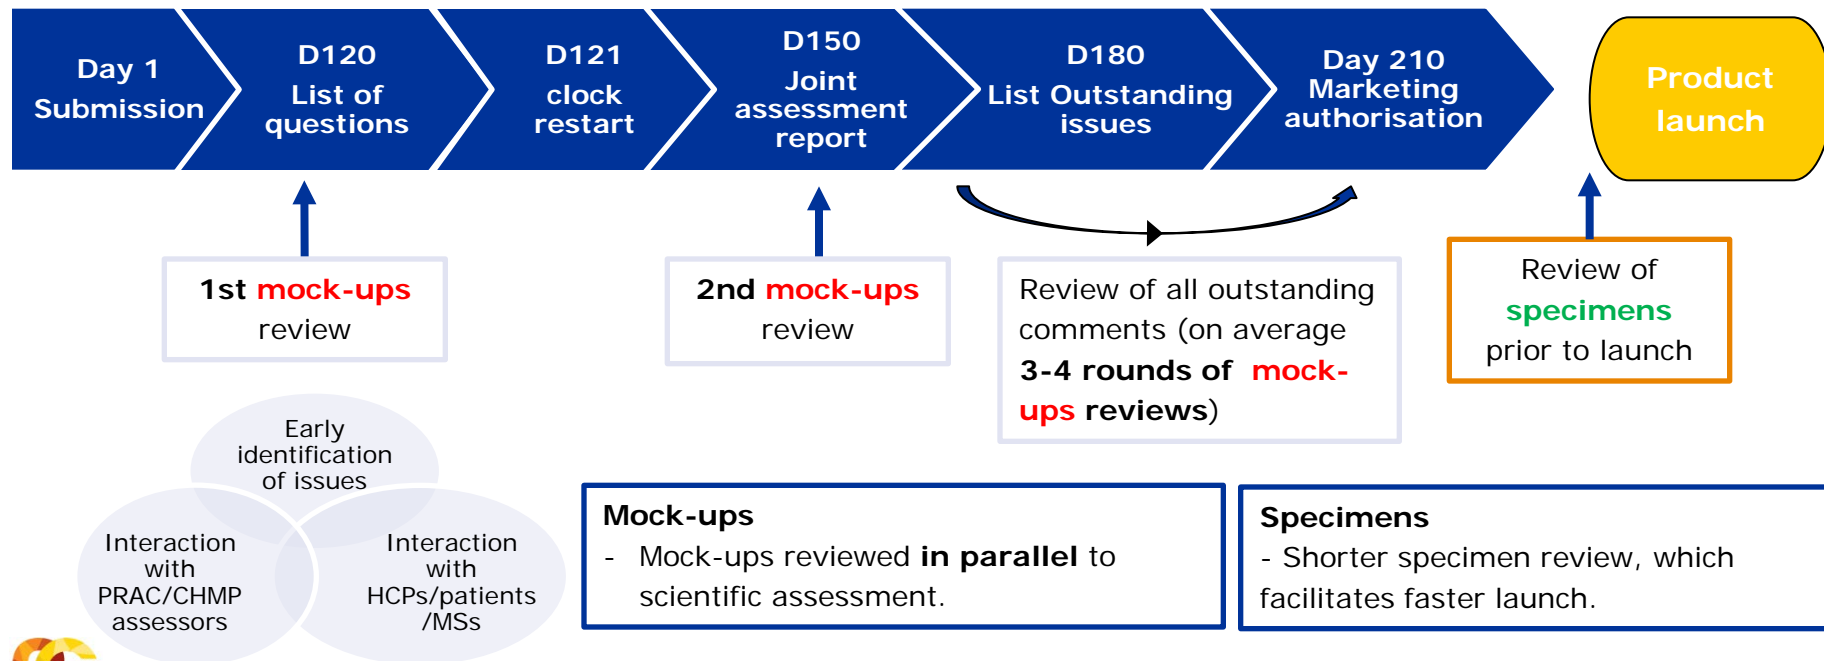 Day 1
Submission
D120
List of
questions
D121
clock
restart
D150
Joint
assessment
report
D180
List Outstanding
issues
Day 210
Marketing
authorisation
Product
launch
1st mock-ups
review
2nd mock-ups
review
Review of all outstanding
comments (on average
3-4 rounds of mock-
ups reviews)
Review of
specimens
prior to launch
Early
identification
of issues
Interaction
with
PRAC/CHMP
assessors
Interaction
with
HCPs/patients
/MSs
Mock-ups
- Mock-ups reviewed in parallel to
scientific assessment.
Specimens
- Shorter specimen review, which
facilitates faster launch.